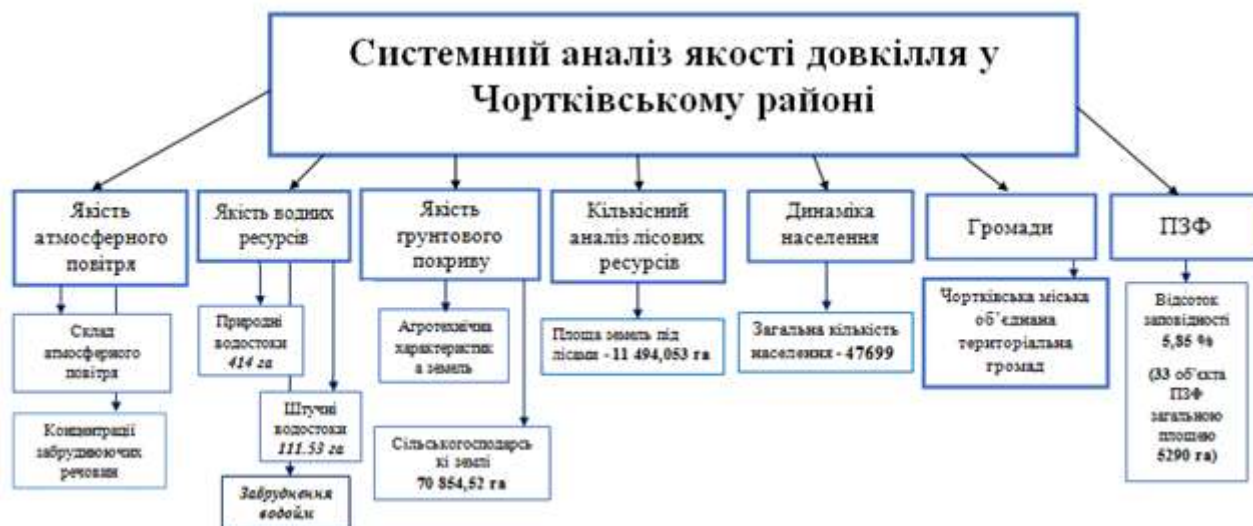 Системний аналіз якості довкілля у
Чортківському районі
Якість
атмосферного
повітря
Склад
атмосферного
повітря
Концентрації
забруднюючих
речовин
Якість водних
ресурсів
Природні
водостоки
414 га
Штучні
водостоки
111.53 га
Забруднення
водойм
Якість
ґрунтового
покриву
Агротехнічна
характеристик
а земель
Сільськогосподарсь
кі землі
70 854,52 га
Кількісний
аналіз лісових
ресурсів
Площа земель під
лісами - 11 494,053 га
Динаміка
населення
Загальна кількість
населення - 47699
Громади
Чортківська міська
об’єднана
територіальна
громад
ПЗФ
Відсоток
заповідності
5,85 %
(33 об’єкта
ПЗФ
загальною
площею
5290 га)